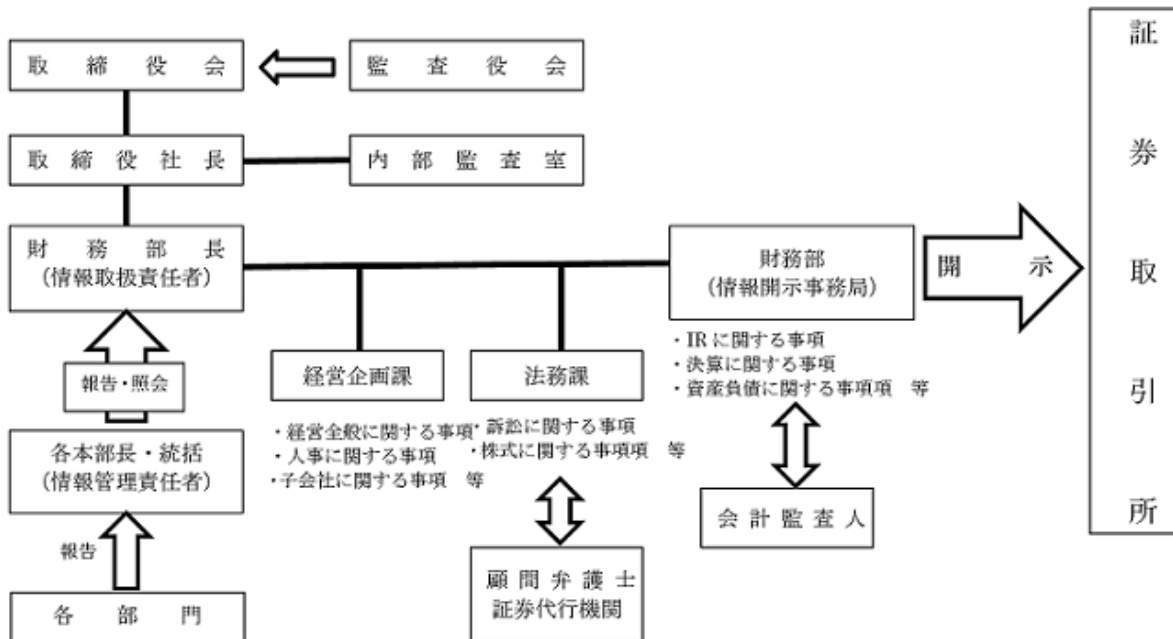 取締役会
監査役会
取締役社長
内部監査室
財務部長
(情報取扱責任者)
財務部
(情報開示事務局)
開示
証券取引所
・IRに関する事項
・決算に関する事項
・資産負債に関する事項項 等
報告・照会
経営企画課
法務課
・経営全般に関する事項
・人事に関する事項
・子会社に関する事項 等
・訴訟に関する事項
・株式に関する事項項 等
各本部長・統括
(情報管理責任者)
会計監査人
報告
顧問弁護士
証券代行機関
各部門